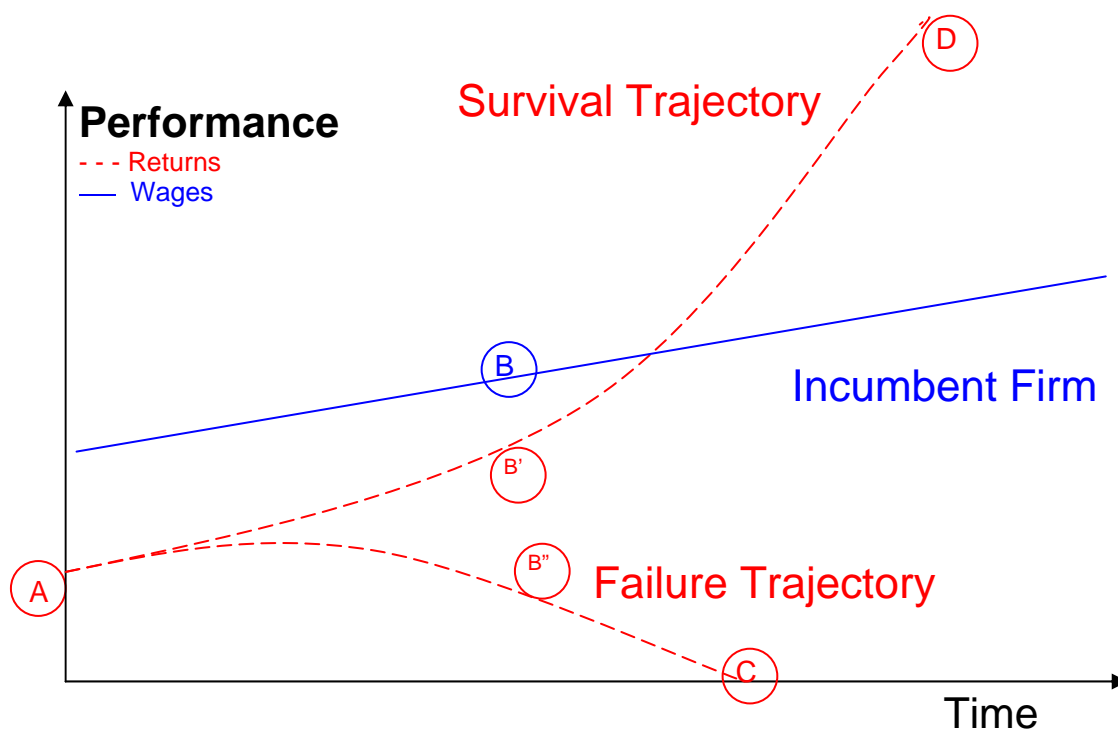 D
Survival Trajectory
Performance
- - - Returns
— Wages
B
Incumbent Firm
B'
B”
Failure Trajectory
A
C
Time